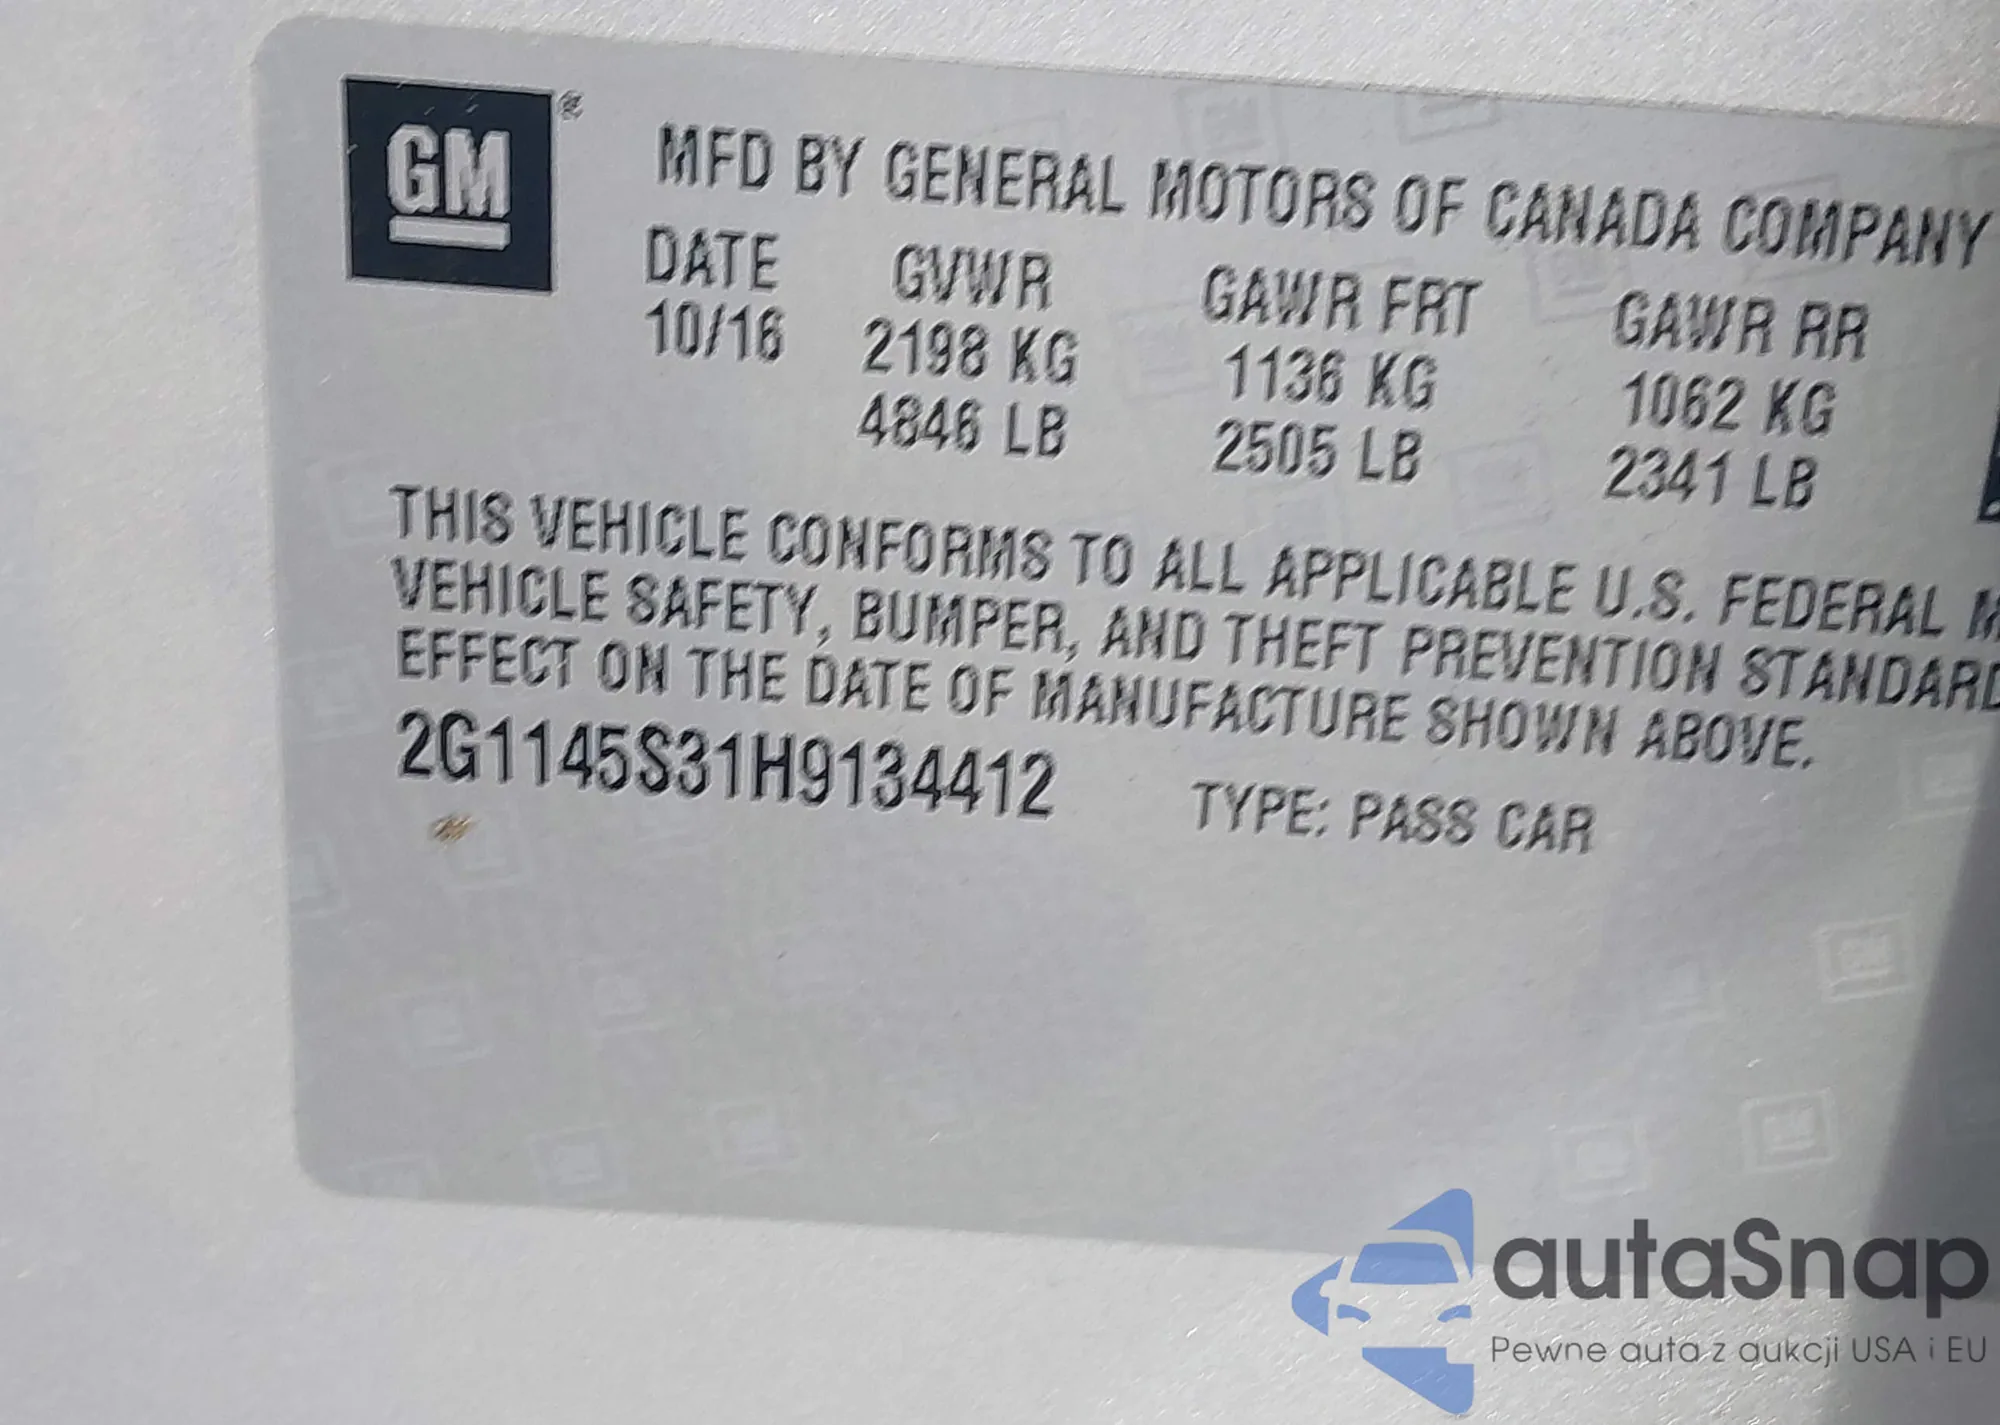 GM®
MFD BY GENERAL MOTORS OF CANADA COMPANY
DATE GVWR GAWR FRT GAWR RR
10/16 2198 KG 1136 KG 1062 KG
4846 LB 2505 LB 2341 LB
THIS VEHICLE CONFORMS TO ALL APPLICABLE U.S. FEDERAL M
VEHICLE SAFETY, BUMPER, AND THEFT PREVENTION STANDARD
EFFECT ON THE DATE OF MANUFACTURE SHOWN ABOVE.
2G1145S31H9134412 TYPE: PASS CAR
autaSnap
Pewne auta z aukcji USA i EU